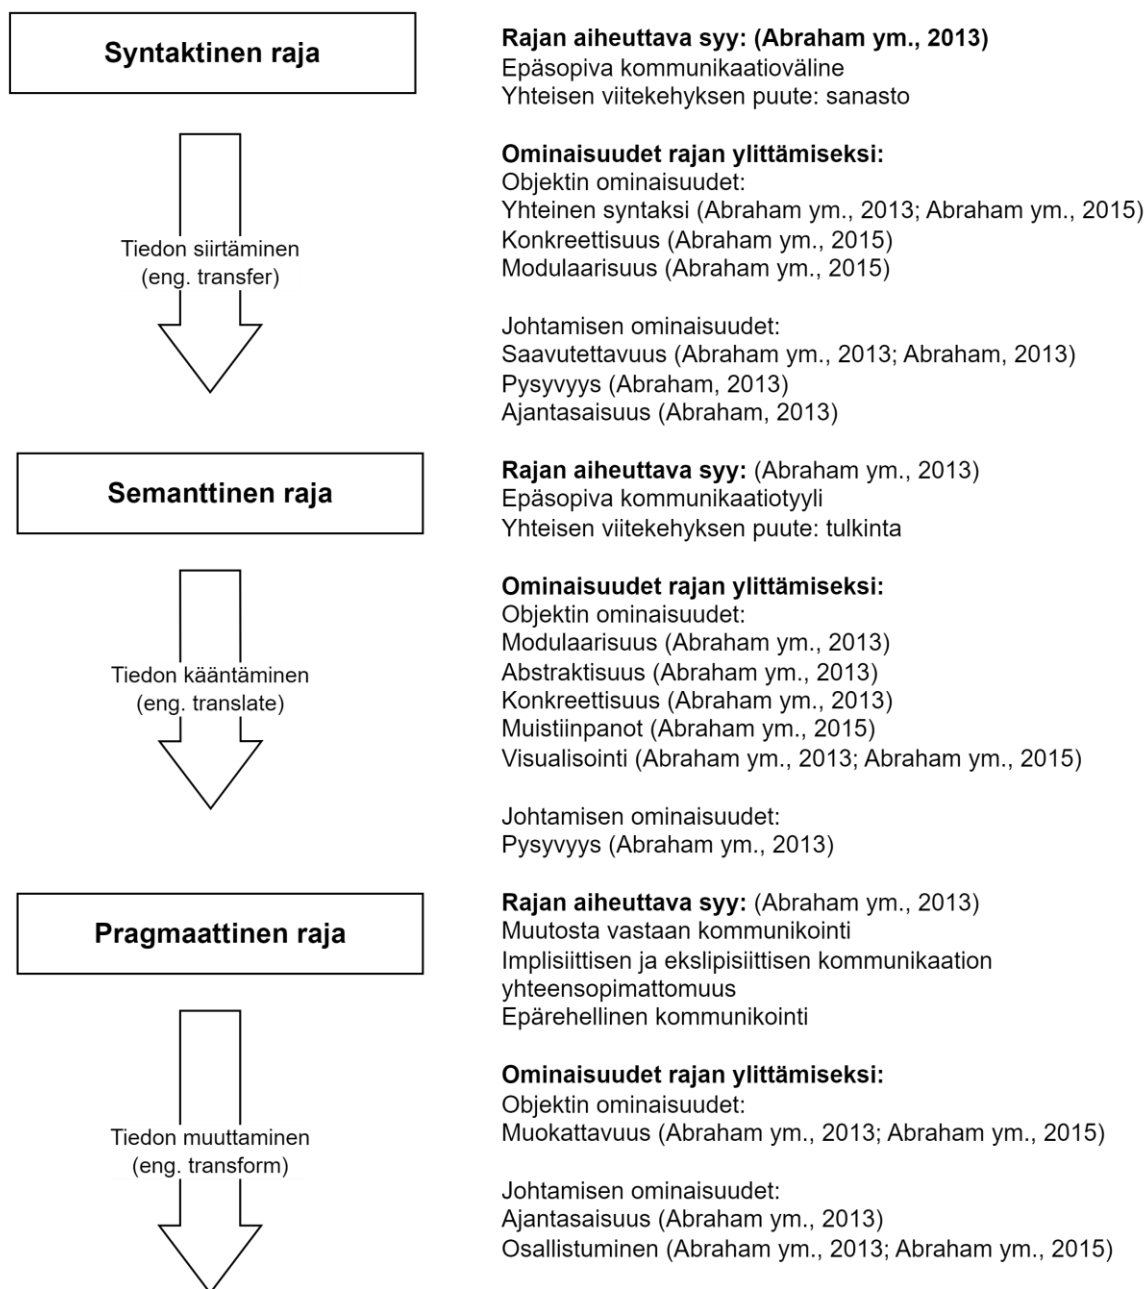 Syntaktinen raja
Rajan aiheuttava syy: (Abraham ym., 2013)
Epäsopiva kommunikaatioväline
Yhteisen viitekehyksen puute: sanasto
Ominaisuudet rajan ylittämiseksi:
Objektin ominaisuudet:
Yhteinen syntaksi (Abraham ym., 2013; Abraham ym., 2015)
Konkreettisuus (Abraham ym., 2015)
Modulaarisuus (Abraham ym., 2015)
Johtamisen ominaisuudet:
Saavutettavuus (Abraham ym., 2013; Abraham, 2013)
Pysyvyys (Abraham, 2013)
Ajantasaisuus (Abraham, 2013)
Tiedon siirtäminen
(eng. transfer)
Semanttinen raja
Rajan aiheuttava syy: (Abraham ym., 2013)
Epäsopiva kommunikaatiotyyli
Yhteisen viitekehyksen puute: tulkinta
Ominaisuudet rajan ylittämiseksi:
Objektin ominaisuudet:
Modulaarisuus (Abraham ym., 2013)
Abstraktisuus (Abraham ym., 2013)
Konkreettisuus (Abraham ym., 2013)
Muistiinpanot (Abraham ym., 2015)
Visualisointi (Abraham ym., 2013; Abraham ym., 2015)
Johtamisen ominaisuudet:
Pysyvyys (Abraham ym., 2013)
Tiedon kääntäminen
(eng. translate)
Pragmaattinen raja
Rajan aiheuttava syy: (Abraham ym., 2013)
Muutosta vastaan kommunikointi
Implisiittisen ja ekslipisiittisen kommunikaation
yhteensopimattomuus
Epärehellinen kommunikointi
Ominaisuudet rajan ylittämiseksi:
Objektin ominaisuudet:
Muokattavuus (Abraham ym., 2013; Abraham ym., 2015)
Johtamisen ominaisuudet:
Ajantasaisuus (Abraham ym., 2013)
Osallistuminen (Abraham ym., 2013; Abraham ym., 2015)
Tiedon muuttaminen
(eng. transform)